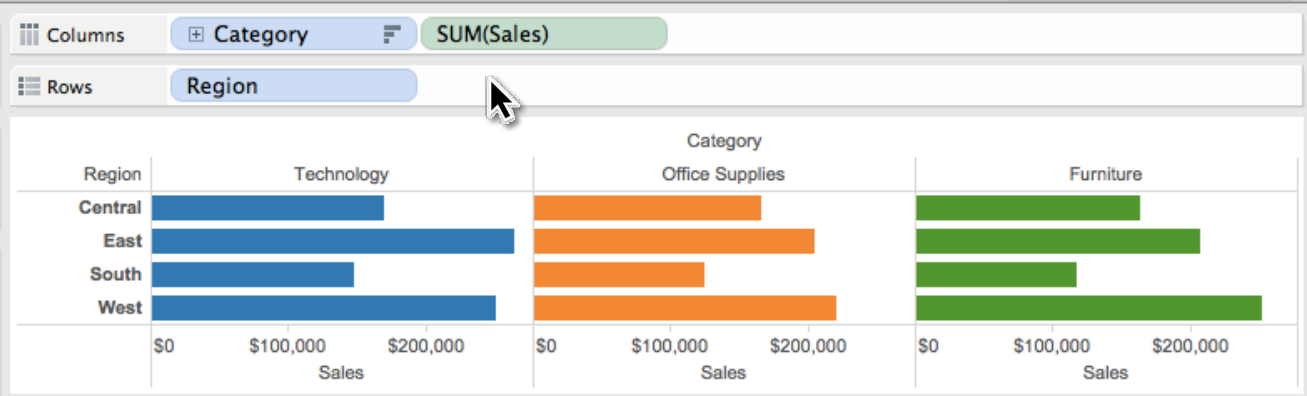 Columns Category SUM(Sales)
Rows Region
Category
Region Technology Office Supplies Furniture
Central
East
South
West
$0 $100,000 $200,000 $0 $100,000 $200,000 $0 $100,000 $200,000
Sales Sales Sales